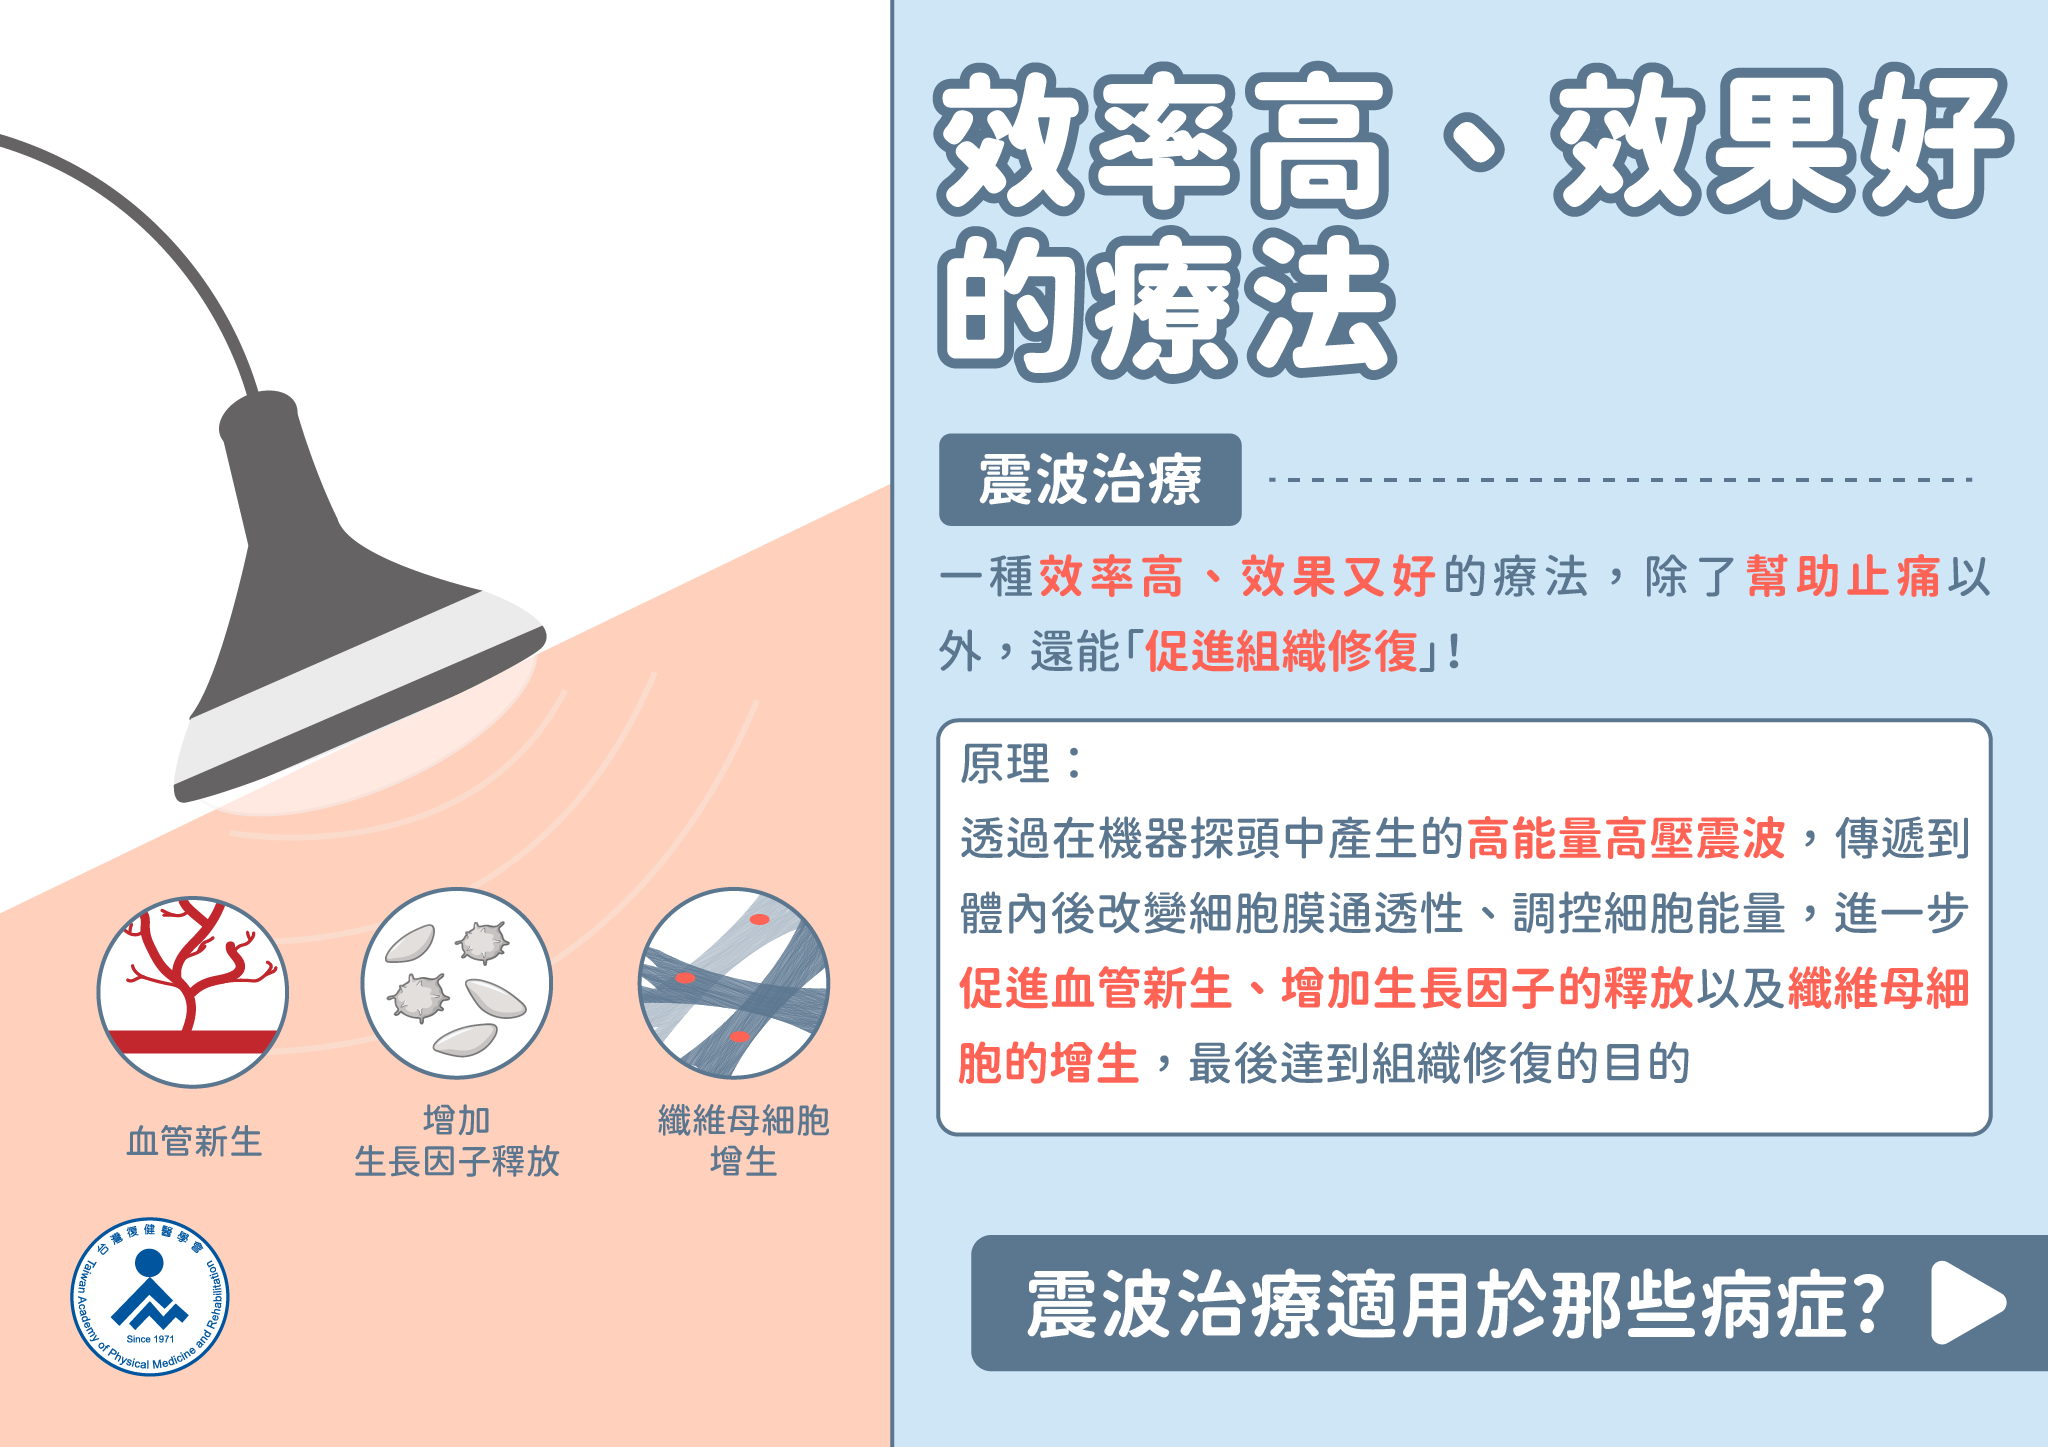 效率高、效果好
的療法
震波治療
一種效率高、效果又好的療法，除了幫助止痛以
外，還能「促進組織修復」！
原理：
透過在機器探頭中產生的高能量高壓震波，傳遞到
體內後改變細胞膜通透性、調控細胞能量，進一步
促進血管新生、增加生長因子的釋放以及纖維母細
胞的增生，最後達到組織修復的目的
血管新生
增加
生長因子釋放
纖維母細胞
增生
台灣復健醫學會
Taiwan Academy of Physical Medicine and Rehabilitation
Since 1971
震波治療適用於那些病症?